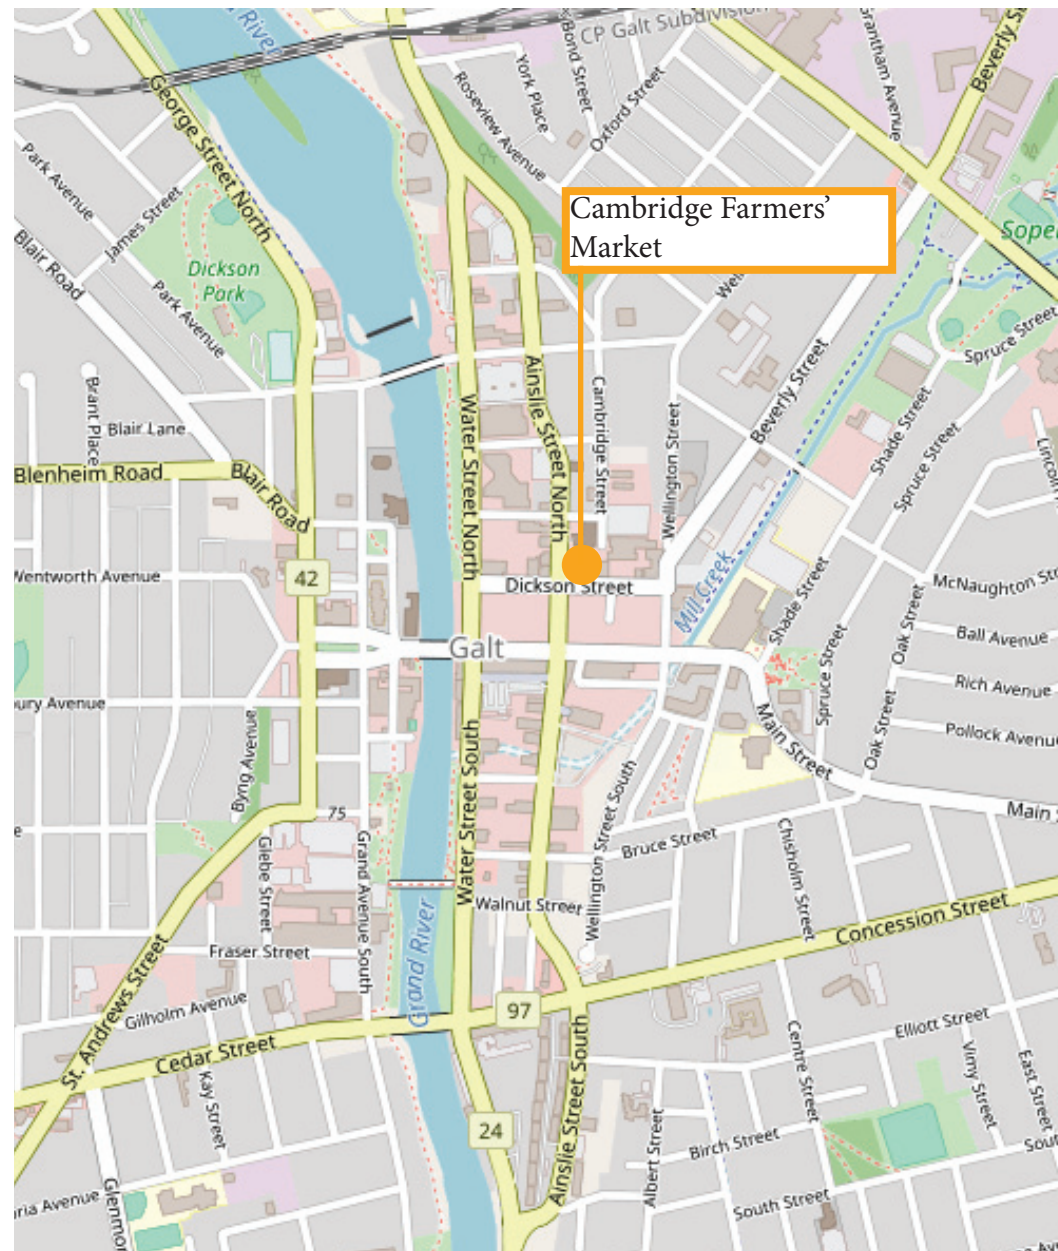 River
CP Galt Subdivision
Grantham Avenue
Beverly
Bond Street
York Place
Oxford Street
Roseview Avenue
George Street North
Park Avenue
James Street
Blair Road
Dickson
Park
Park Avenue
Cambridge Farmers’
Market
Spruce Street
Ainslie Street North
Cambridge Street
Wellington Street
Beverly Street
Shade Street
Spruce Street
Brant Place
Blair Lane
Water Street North
Blenheim Road
Blair Road
42
Wentworth Avenue
Dickson Street
Mill Creek
Shade Street
McNaughton
Oak Street
Ball Avenue
Galt
Spruce Street
Rich Avenue
Oak Street
Pollock
Main Street
Main
Byng Avenue
Water Street South
Wellington Street South
75
Glebe Street
Grand Avenue South
Bruce Street
Chisholm Street
Walnut Street
Concession Street
Fraser Street
Grand River
St. Andrews Street
Gilholm Avenue
97
Cedar Street
Kay Street
Elliott Street
Centre Street
Vimy Street
East Street
24
Ainslie Street South
Albert Street
Birch Street
South Street
Avenue